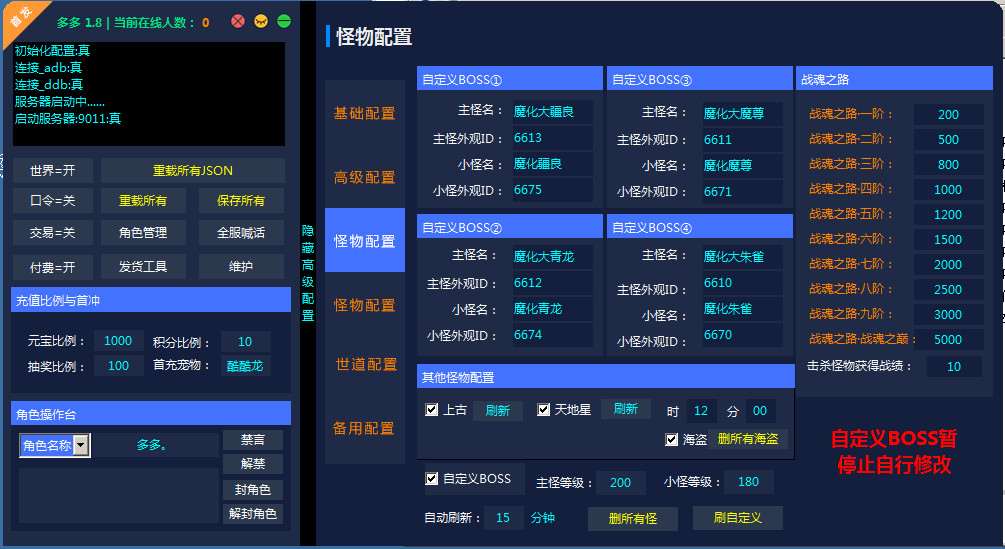 首发
多多 1.8 | 当前在线人数： 0
初始化配置:真
连接_adb:真
连接_ddb:真
服务器启动中......
启动服务器:9011:真
世界=开 重载所有JSON
口令=关 重载所有 保存所有
交易=关 角色管理 全服喊话
付费=开 发货工具 维护
充值比例与首冲
元宝比例： 1000 积分比例： 10
抽奖比例： 100 首充宠物： 酷酷龙
角色操作台
角色名称 多多。 禁言
解禁
封角色
解封角色
隐藏高级配置
怪物配置
基础配置
高级配置
怪物配置
怪物配置
世道配置
备用配置
自定义BOSS①
主怪名： 魔化大疆良
主怪外观ID： 6613
小怪名： 魔化疆良
小怪外观ID： 6675
自定义BOSS③
主怪名： 魔化大魔尊
主怪外观ID： 6611
小怪名： 魔化魔尊
小怪外观ID： 6671
自定义BOSS②
主怪名： 魔化大青龙
主怪外观ID： 6612
小怪名： 魔化青龙
小怪外观ID： 6674
自定义BOSS④
主怪名： 魔化大朱雀
主怪外观ID： 6610
小怪名： 魔化朱雀
小怪外观ID： 6670
其他怪物配置
上古 刷新 天地星 刷新 时 12 分 00
海盗 删所有海盗
自定义BOSS 主怪等级： 200 小怪等级： 180
自动刷新： 15 分钟 删所有怪 刷自定义
战魂之路
战魂之路·一阶： 200
战魂之路·二阶： 500
战魂之路·三阶： 800
战魂之路·四阶： 1000
战魂之路·五阶： 1200
战魂之路·六阶： 1500
战魂之路·七阶： 2000
战魂之路·八阶： 2500
战魂之路·九阶： 3000
战魂之路·战魂之巅： 5000
击杀怪物获得战绩： 10
自定义BOSS暂
停止自行修改